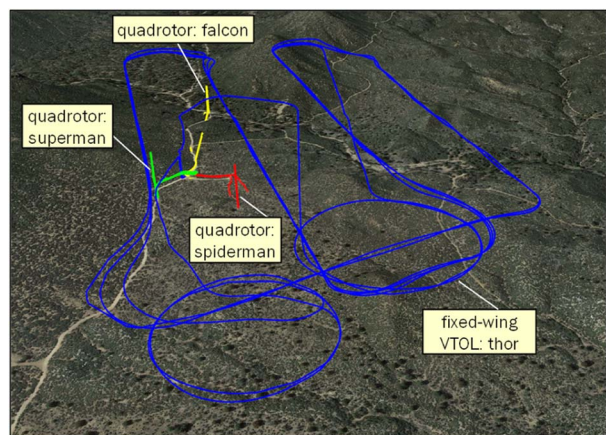 quadrotor: falcon
quadrotor:
superman
quadrotor:
spiderman
fixed-wing
VTOL: thor